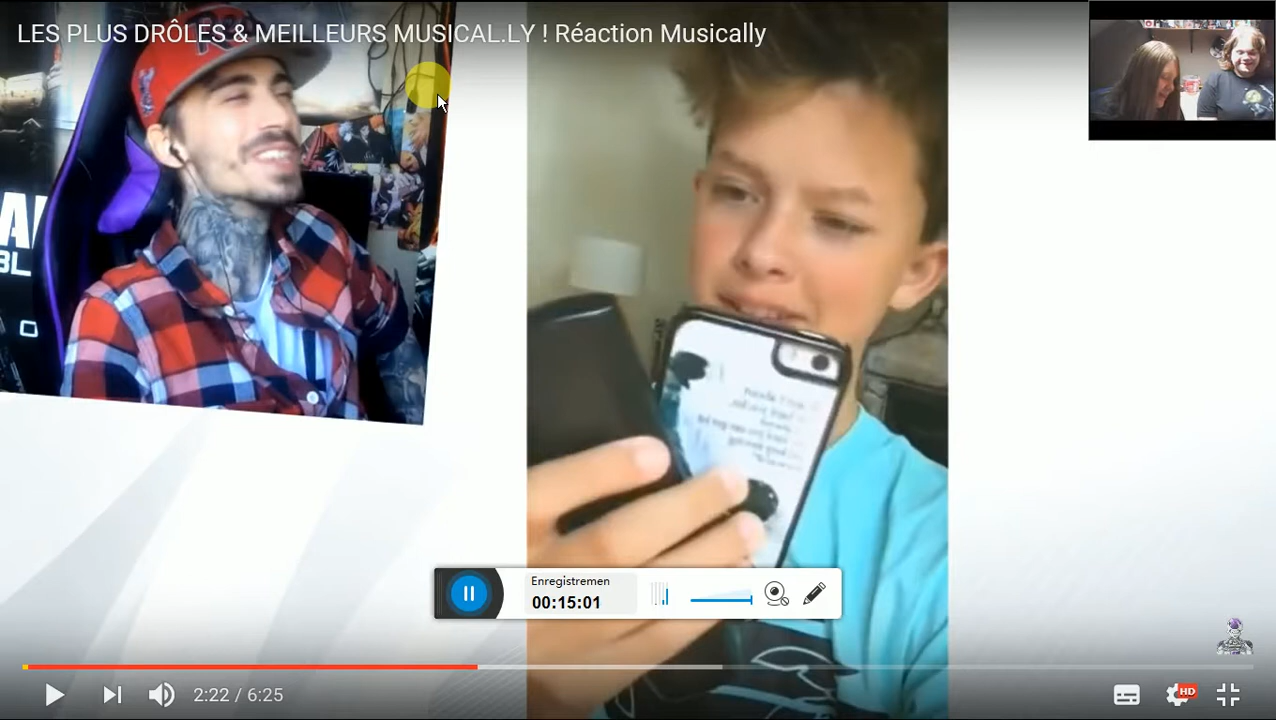 LES PLUS DRÔLES & MEILLEURS MUSICAL.LY ! Réaction Musically
Enregistremen
00:15:01
2:22 / 6:25
HD